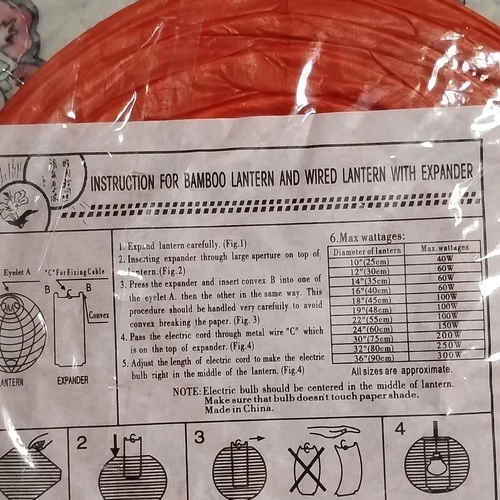 INSTRUCTION FOR BAMBOO LANTERN AND WIRED LANTERN WITH EXPANDER
Eyelet A
"C"For Fixing Cable
B
C
B
Convex
LANTERN
EXPANDER
1. Expand lantern carefully. (Fig.1)
2. Inserting expander through large aperture on top of
lantern.(Fig.2)
3. Press the expander and insert convex B into one of
the eyelet A. then the other in the same way. This
procedure should be handled very carefully to avoid
convex breaking the paper. (Fig. 3)
4. Pass the electric cord through metal wire "C" which
is on the top of expander. (Fig.4)
5. Adjust the length of electric cord to make the electric
bulb right in the middle of the lantern. (Fig.4)
6.Max wattages:
Diameter of lantern Max. wattages
10"(25cm) 40W
12"(30cm) 60W
14"(35cm) 60W
16"(40cm) 60W
18"(45cm) 100W
19"(48cm) 100W
22"(55cm) 100W
24"(60cm) 150W
30"(75cm) 200W
32"(80cm) 250W
36"(90cm) 300W
All sizes are approximate.
NOTE: Electric bulb should be centered in the middle of lantern.
Make sure that bulb doesn't touch paper shade.
Made in China.
2
3
4